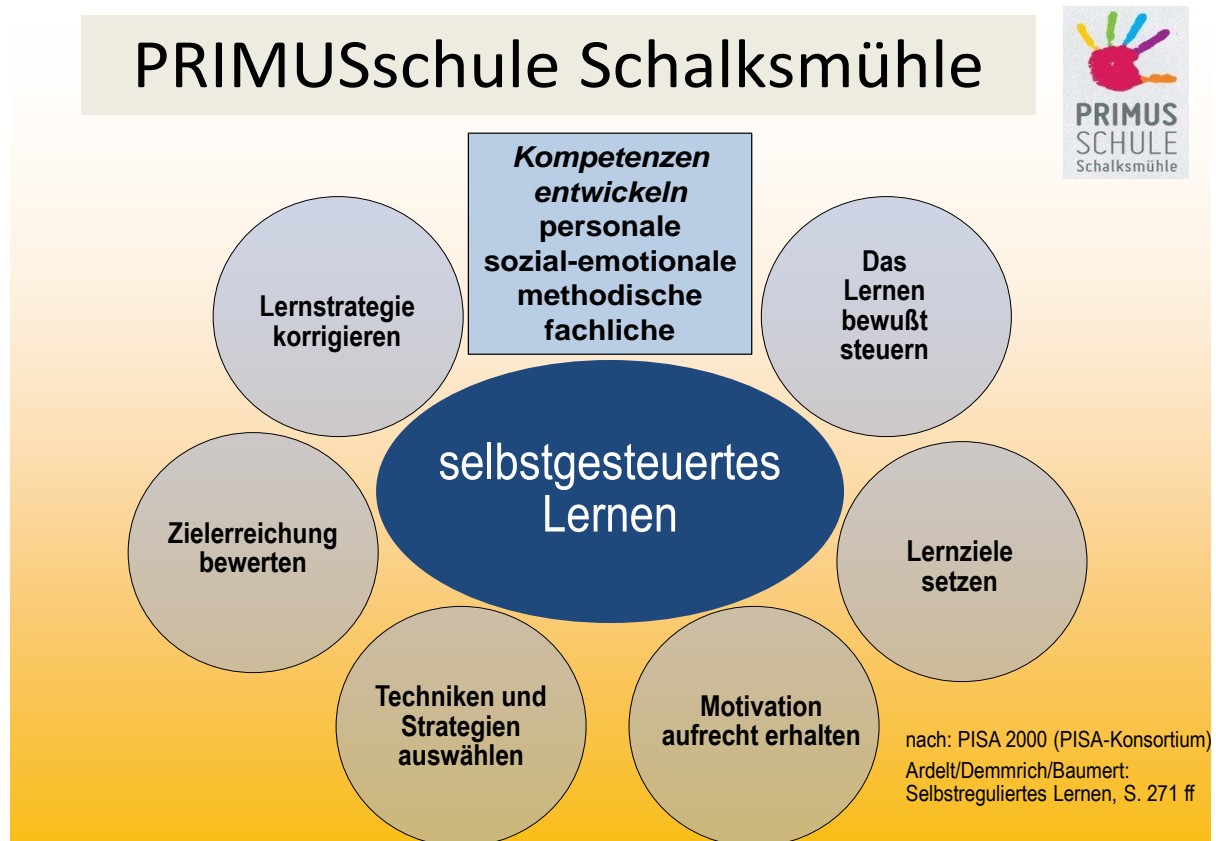 PRIMUSschule Schalksmühle
PRIMUS
SCHULE
Schalksmühle
Kompetenzen
entwickeln
personale
sozial-emotionale
methodische
fachliche
Das
Lernen
bewußt
steuern
Lernziele
setzen
Motivation
aufrecht erhalten
Techniken und
Strategien
auswählen
Zielerreichung
bewerten
Lernstrategie
korrigieren
selbstgesteuertes
Lernen
nach: PISA 2000 (PISA-Konsortium)
Ardelt/Demmrich/Baumert:
Selbstreguliertes Lernen, S. 271 ff